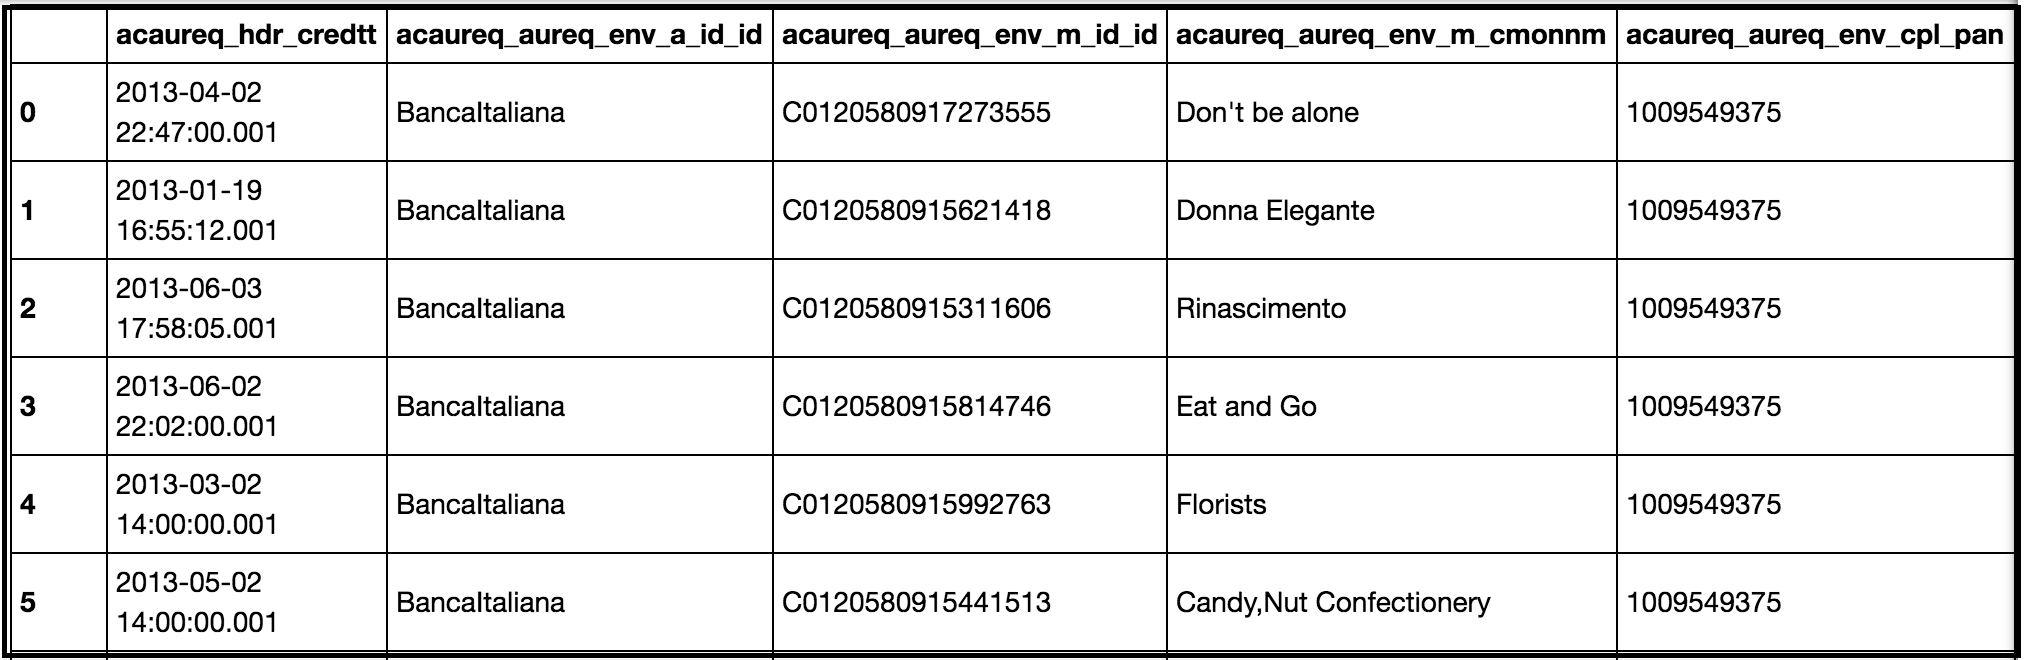 acaureq_hdr_credtt acaureq_aureq_env_a_id_id acaureq_aureq_env_m_id_id acaureq_aureq_env_m_cmonnm acaureq_aureq_env_cpl_pan
0 2013-04-02 22:47:00.001 BancaItaliana C0120580917273555 Don't be alone 1009549375
1 2013-01-19 16:55:12.001 BancaItaliana C0120580915621418 Donna Elegante 1009549375
2 2013-06-03 17:58:05.001 BancaItaliana C0120580915311606 Rinascimento 1009549375
3 2013-06-02 22:02:00.001 BancaItaliana C0120580915814746 Eat and Go 1009549375
4 2013-03-02 14:00:00.001 BancaItaliana C0120580915992763 Florists 1009549375
5 2013-05-02 14:00:00.001 BancaItaliana C0120580915441513 Candy,Nut Confectionery 1009549375